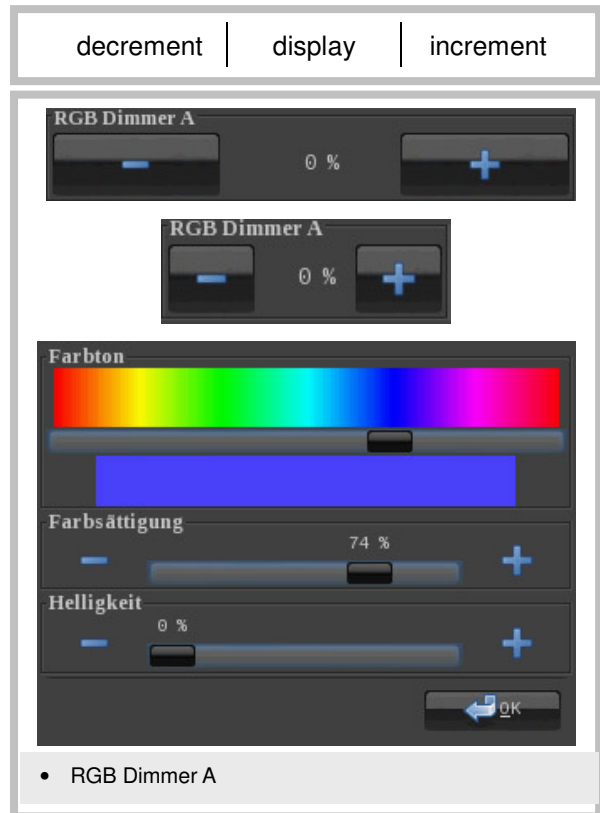 decrement display increment
RGB Dimmer A
0 %
RGB Dimmer A
0 %
Farbton
Farbsättigung
74 %
Helligkeit
0 %
OK
• RGB Dimmer A